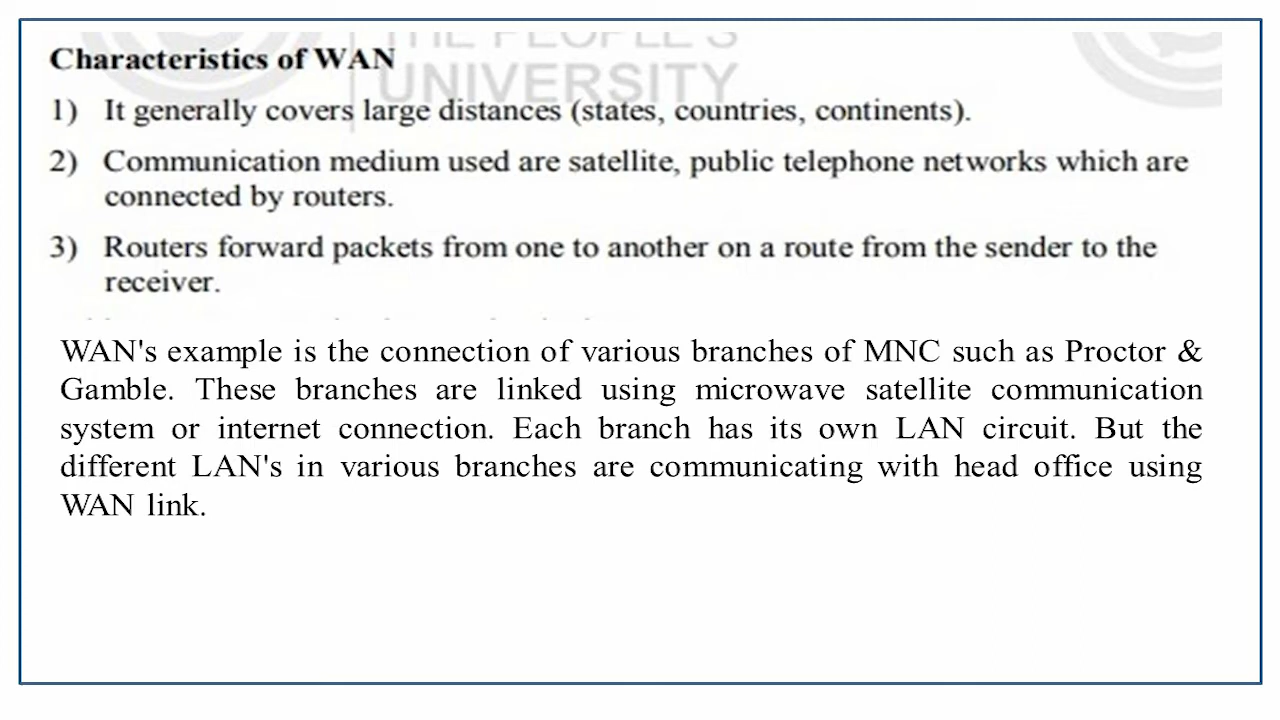 THE PEOPLE'S
UNIVERSITY
Characteristics of WAN
1) It generally covers large distances (states, countries, continents).
2) Communication medium used are satellite, public telephone networks which are
connected by routers.
3) Routers forward packets from one to another on a route from the sender to the
receiver.
WAN's example is the connection of various branches of MNC such as Proctor &
Gamble. These branches are linked using microwave satellite communication
system or internet connection. Each branch has its own LAN circuit. But the
different LAN's in various branches are communicating with head office using
WAN link.